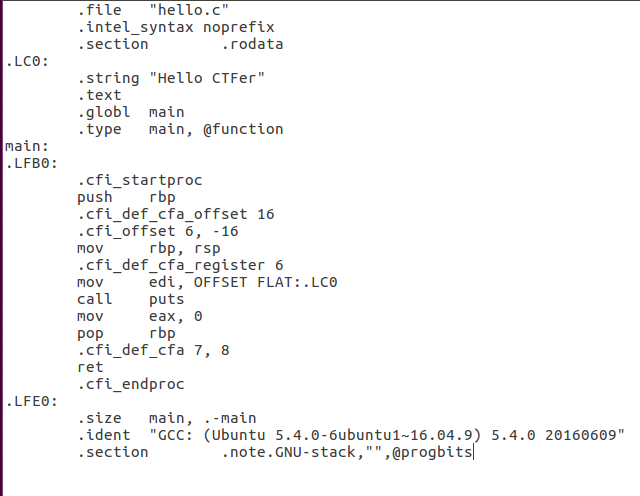 .file "hello.c"
.intel_syntax noprefix
.section .rodata
.LC0:
.string "Hello CTFer"
.text
.globl main
.type main, @function
main:
.LFB0:
.cfi_startproc
push rbp
.cfi_def_cfa_offset 16
.cfi_offset 6, -16
mov rbp, rsp
.cfi_def_cfa_register 6
mov edi, OFFSET FLAT:.LC0
call puts
mov eax, 0
pop rbp
.cfi_def_cfa 7, 8
ret
.cfi_endproc
.LFE0:
.size main, .-main
.ident "GCC: (Ubuntu 5.4.0-6ubuntu1~16.04.9) 5.4.0 20160609"
.section .note.GNU-stack,"",@progbits